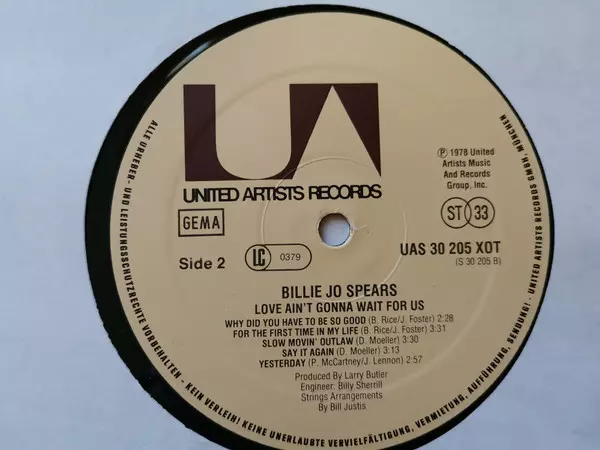 UA
UNITED ARTISTS RECORDS
GEMA
Side 2
LC 0379
℗ 1978 United
Artists Music
And Records
Group, Inc.
ST 33
UAS 30 205 XOT
(S 30 205 B)
BILLIE JO SPEARS
LOVE AIN'T GONNA WAIT FOR US
WHY DID YOU HAVE TO BE SO GOOD (B. Rice/J. Foster) 2:28
FOR THE FIRST TIME IN MY LIFE (B. Rice/J. Foster) 3:31
SLOW MOVIN' OUTLAW (D. Moeller) 3:31
SAY IT AGAIN (D. Moeller) 3:13
YESTERDAY (P. McCartney/J. Lennon) 2:57
Produced By Larry Butler
Engineer: Billy Sherrill
Strings Arrangements
By Bill Justis
ALLE URHEBER- UND LEISTUNGSSCHUTZRECHTE VORBEHALTEN - KEIN VERLEIH! KEINE UNERLAUBTE VERVIELFÄLTIGUNG, VERMIETUNG, AUFFÜHRUNG, SENDUNG! - UNITED ARTISTS RECORDS GMBH, MÜNCHEN